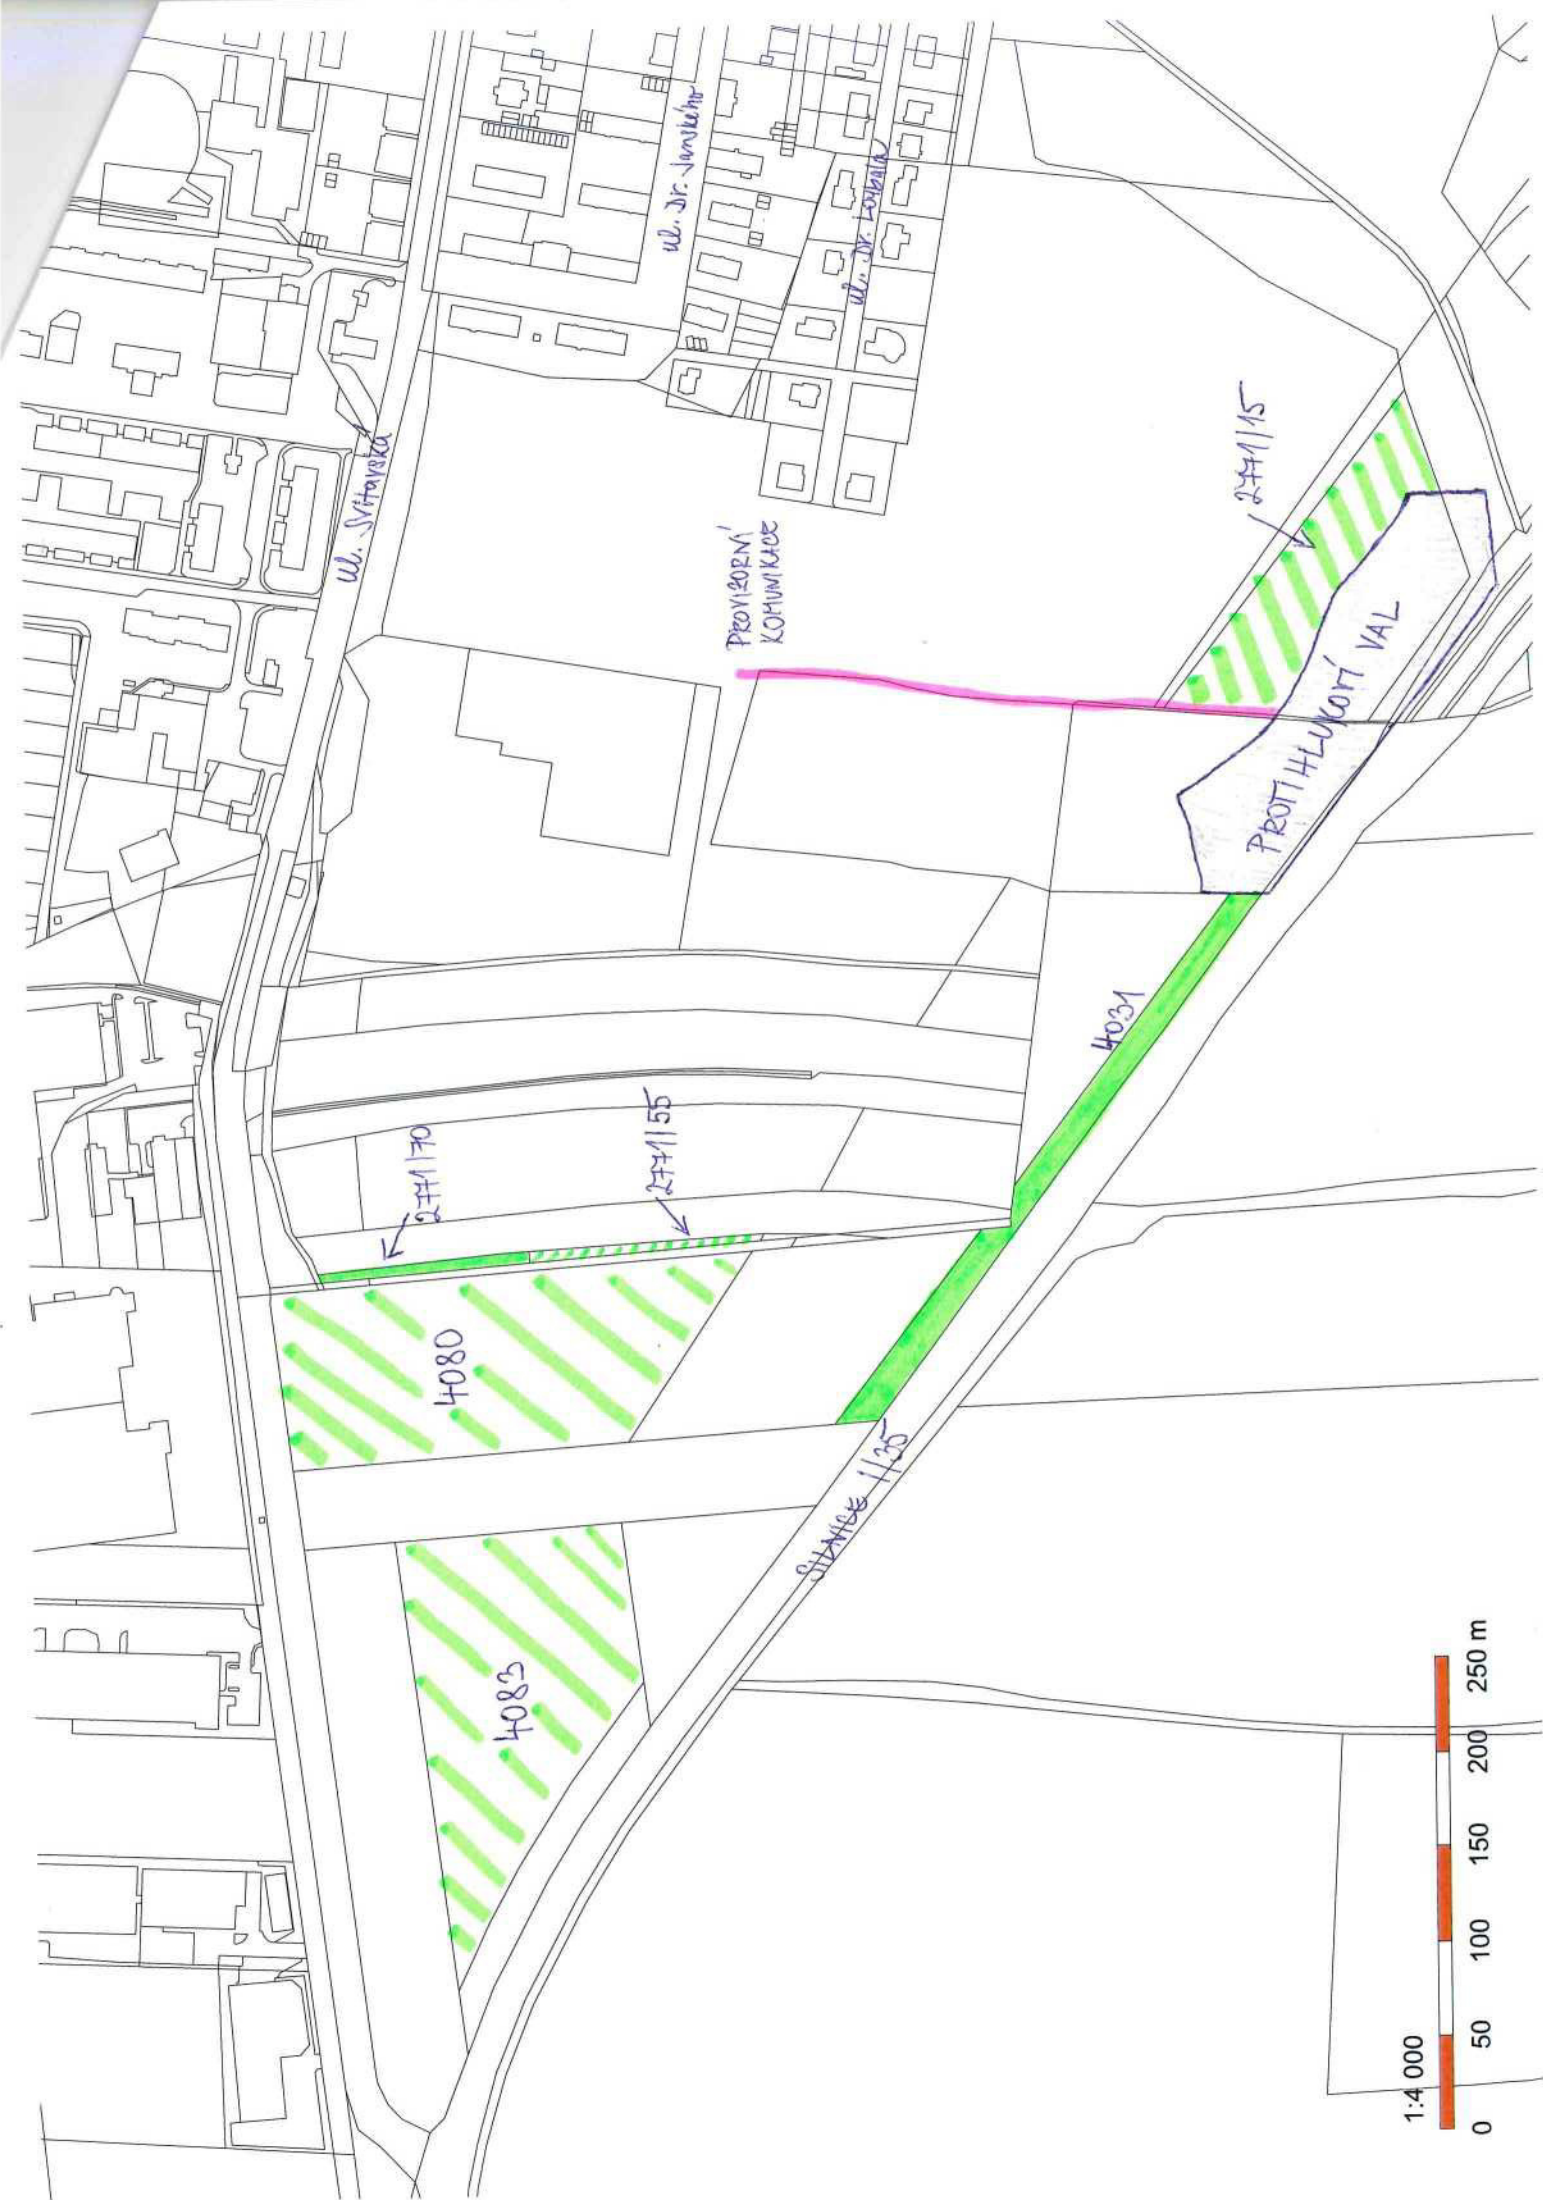 ul. Svitavská
ul. Dr. Janského
ul. Dr. Loubala
PROVIZORNÍ
KOMUNIKACE
2771/15
PROTIHLUKOVÝ VAL
4031
2771/70
2771/55
4080
4083
SILNICE I/35
1:4 000
0 50 100 150 200 250 m